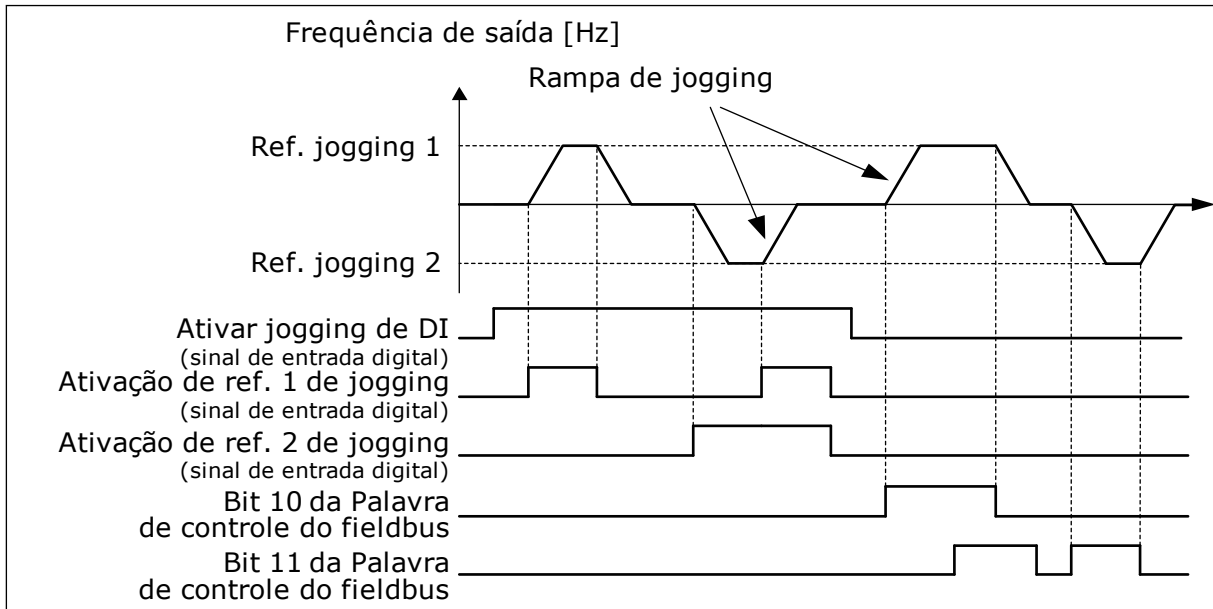 Frequência de saída [Hz]
Rampa de jogging
Ref. jogging 1
Ref. jogging 2
Ativar jogging de DI
(sinal de entrada digital)
Ativação de ref. 1 de jogging
(sinal de entrada digital)
Ativação de ref. 2 de jogging
(sinal de entrada digital)
Bit 10 da Palavra
de controle do fieldbus
Bit 11 da Palavra
de controle do fieldbus